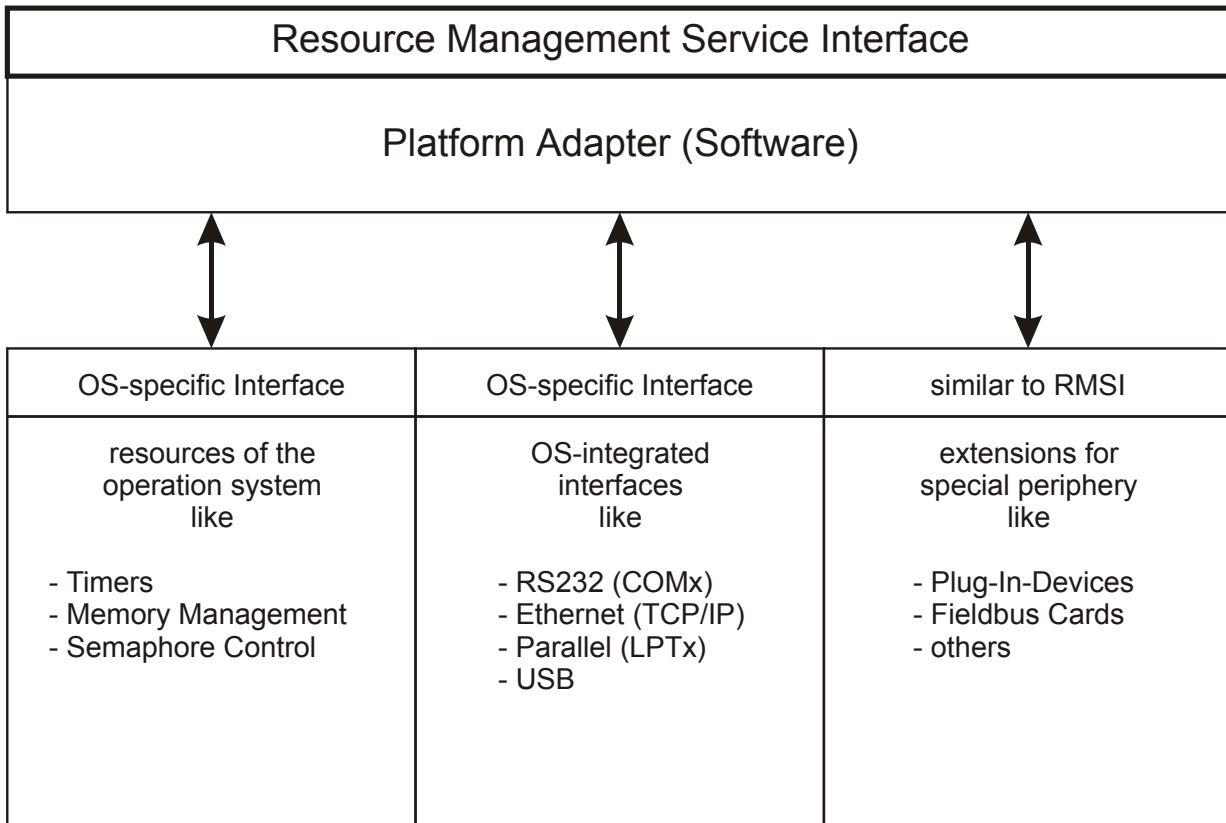 Resource Management Service Interface
Platform Adapter (Software)
OS-specific Interface
resources of the
operation system
like
- Timers
- Memory Management
- Semaphore Control
OS-specific Interface
OS-integrated
interfaces
like
- RS232 (COMx)
- Ethernet (TCP/IP)
- Parallel (LPTx)
- USB
similar to RMSI
extensions for
special periphery
like
- Plug-In-Devices
- Fieldbus Cards
- others